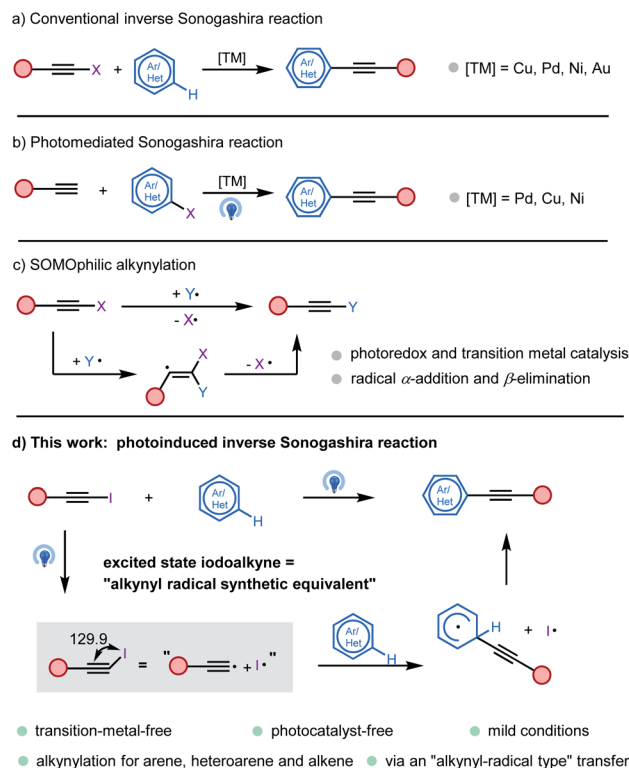 a) Conventional inverse Sonogashira reaction
X + Ar/ Het H [TM] Ar/ Het [TM] = Cu, Pd, Ni, Au
b) Photomediated Sonogashira reaction
+ Ar/ Het X [TM] Ar/ Het [TM] = Pd, Cu, Ni
c) SOMOphilic alkynylation
X + Y• - X• Y
+ Y• X Y - X•
photoredox and transition metal catalysis
radical α-addition and β-elimination
d) This work: photoinduced inverse Sonogashira reaction
I + Ar/ Het H Ar/ Het
excited state iodoalkyne =
"alkynyl radical synthetic equivalent"
129.9 I = " • + I• " Ar/ Het H • H + I•
transition-metal-free photocatalyst-free mild conditions
alkynylation for arene, heteroarene and alkene via an "alkynyl-radical type" transfer